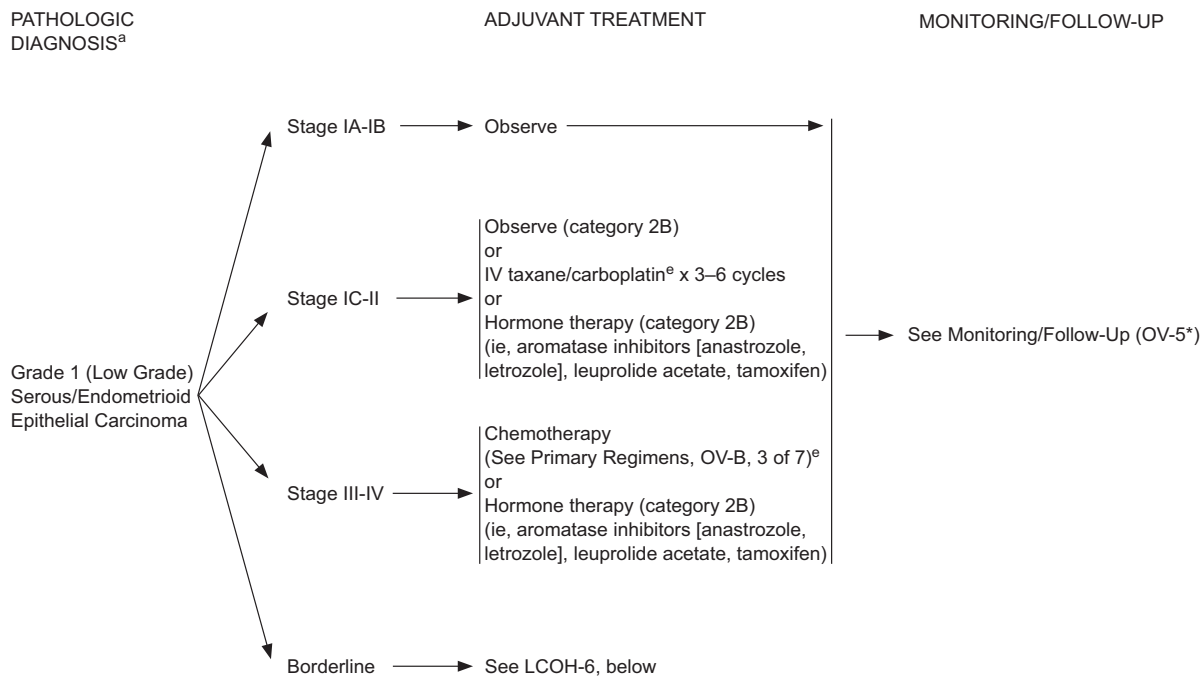 PATHOLOGIC
DIAGNOSISa
ADJUVANT TREATMENT
MONITORING/FOLLOW-UP
Grade 1 (Low Grade)
Serous/Endometrioid
Epithelial Carcinoma
Stage IA-IB
Observe
Stage IC-II
Observe (category 2B)
or
IV taxane/carboplatine x 3–6 cycles
or
Hormone therapy (category 2B)
(ie, aromatase inhibitors [anastrozole,
letrozole], leuprolide acetate, tamoxifen)
Stage III-IV
Chemotherapy
(See Primary Regimens, OV-B, 3 of 7)e
or
Hormone therapy (category 2B)
(ie, aromatase inhibitors [anastrozole,
letrozole], leuprolide acetate, tamoxifen)
Borderline
See LCOH-6, below
See Monitoring/Follow-Up (OV-5*)